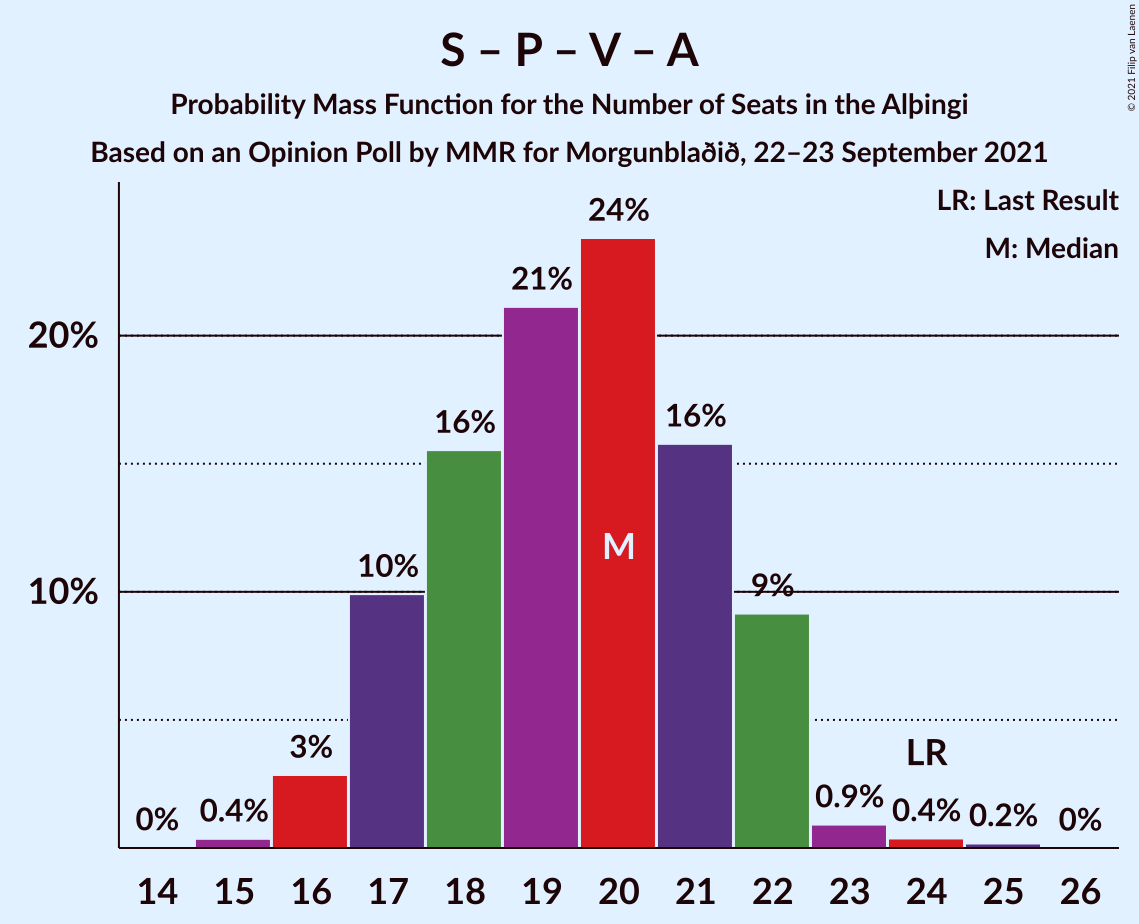 S – P – V – A
Probability Mass Function for the Number of Seats in the Alþingi
Based on an Opinion Poll by MMR for Morgunblaðið, 22–23 September 2021
© 2021 Filip van Laenen
LR: Last Result
M: Median
20%
10%
0%
0.4%
3%
10%
16%
21%
24%
16%
9%
0.9%
0.4%
0.2%
0%
M
LR
14 15 16 17 18 19 20 21 22 23 24 25 26